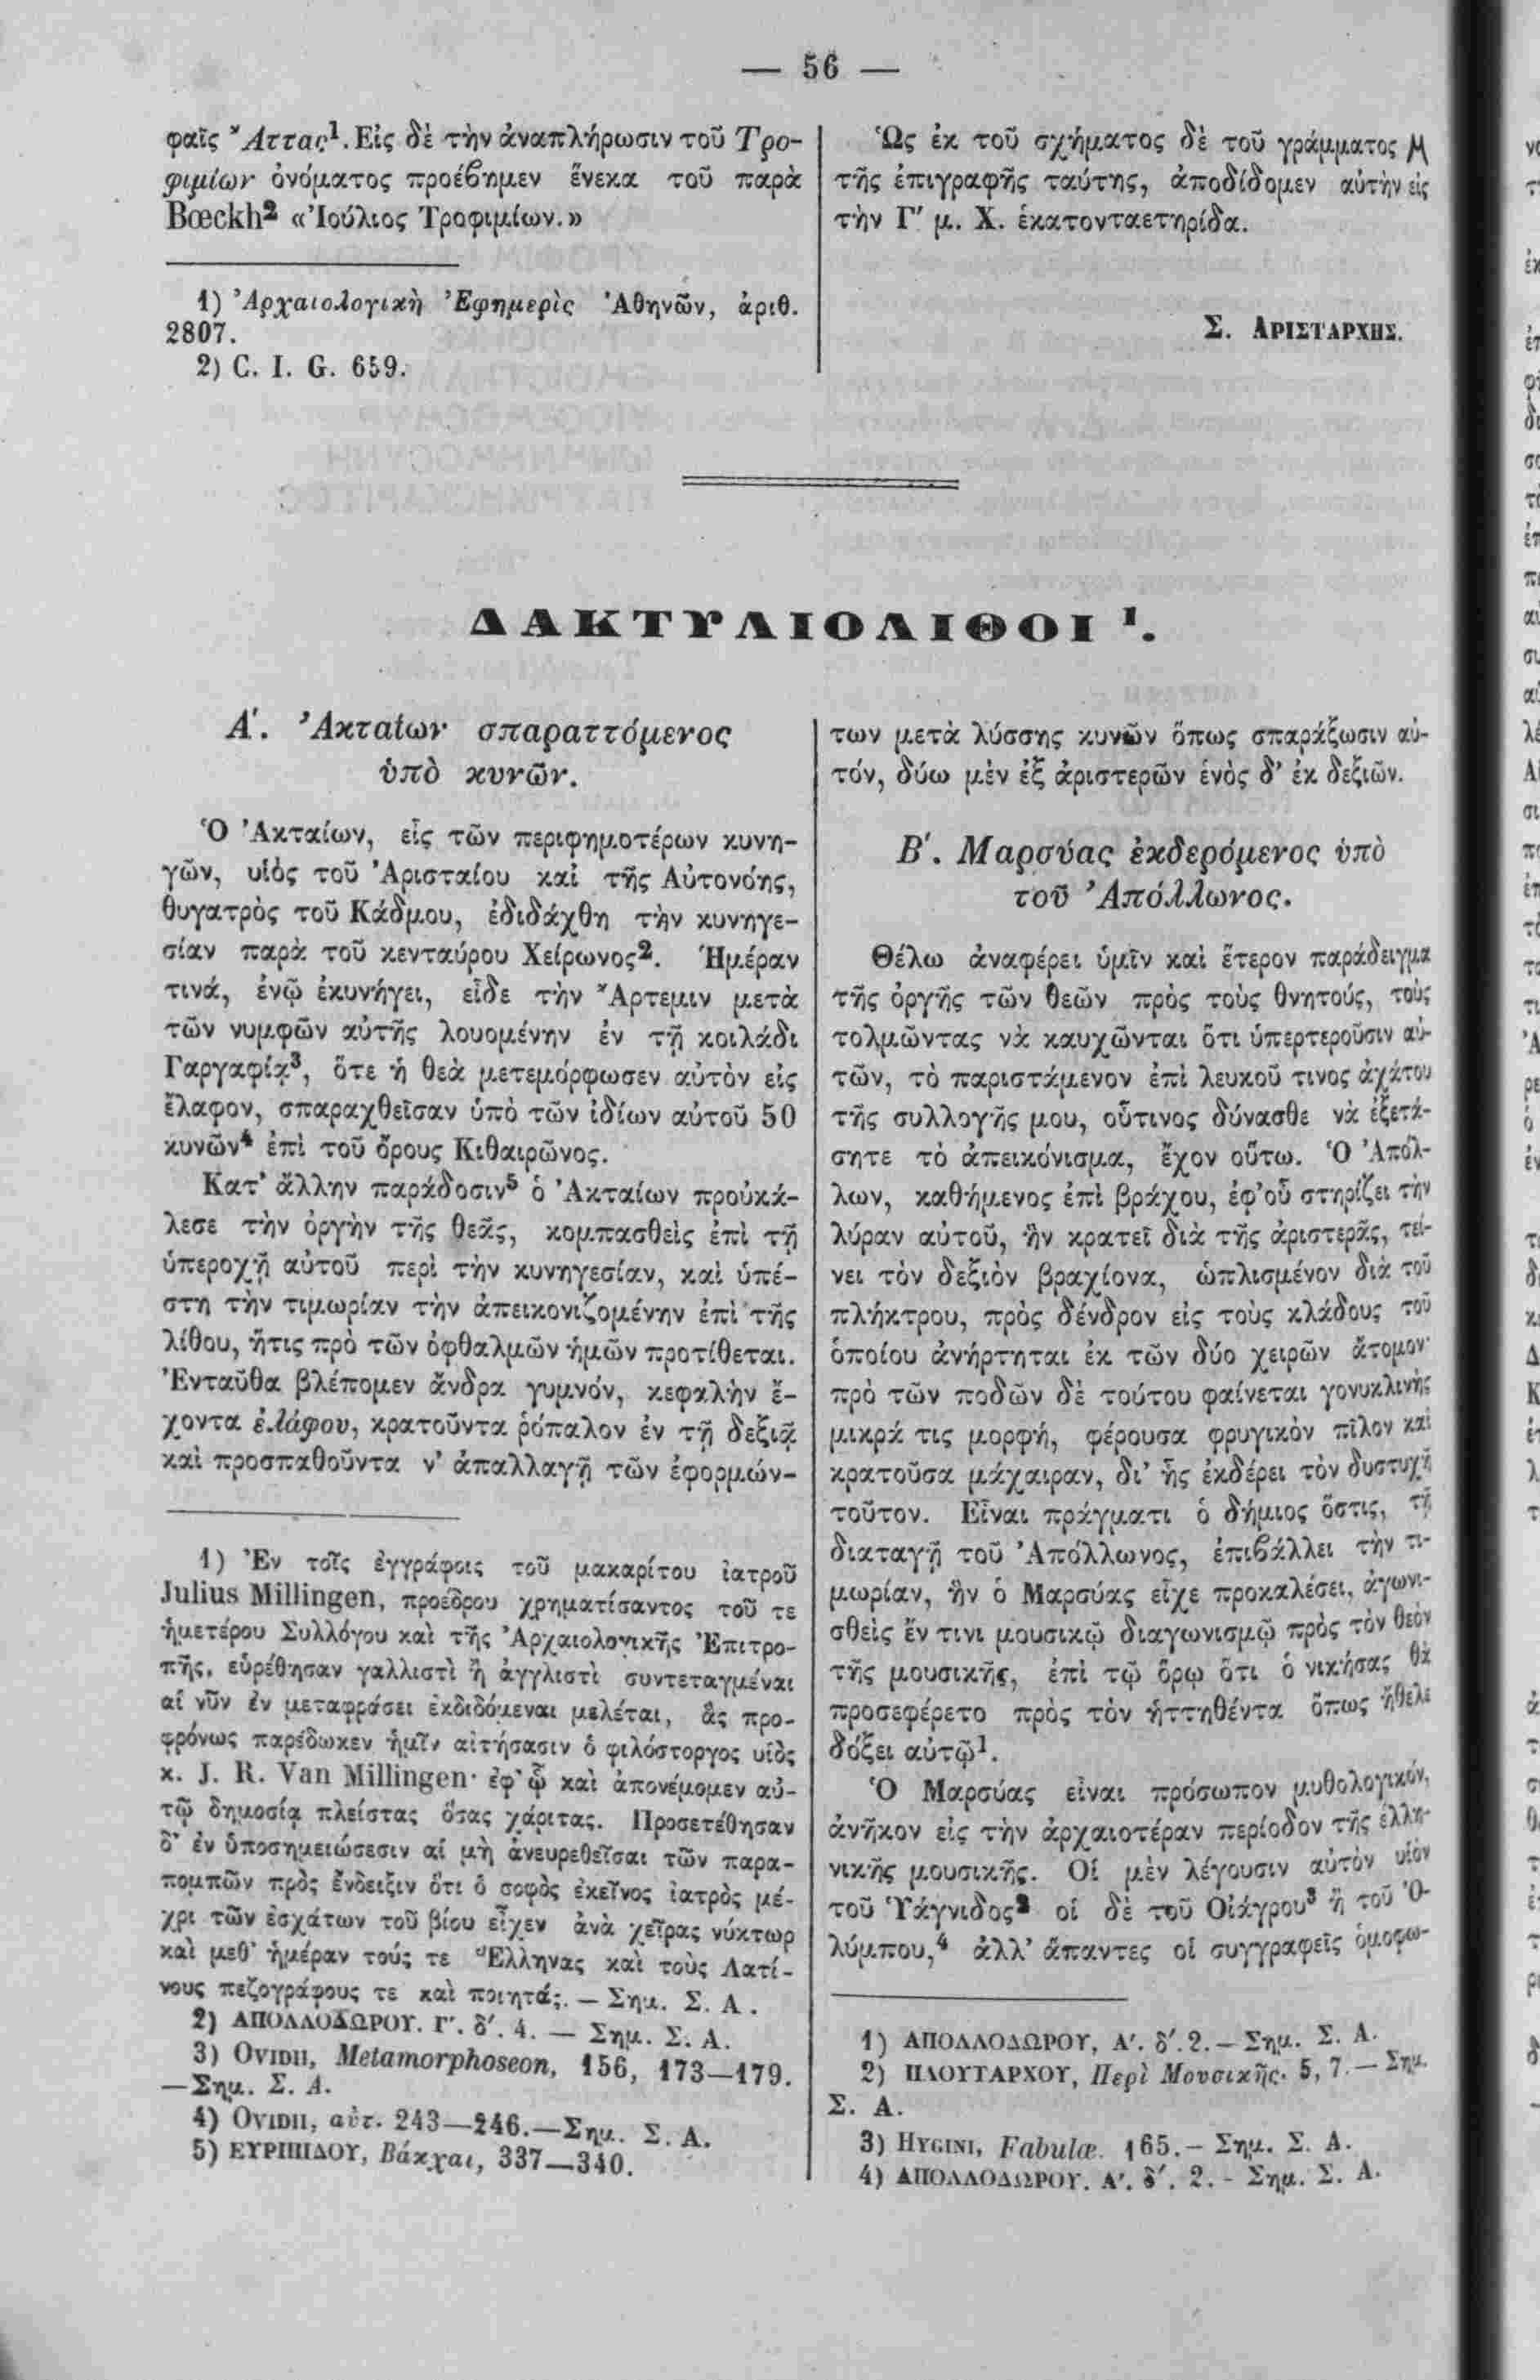 — 56 —
φαῖς Ἄττας¹. Εἰς δὲ τὴν ἀναπλήρωσιν τοῦ Τρο-
φιμίων ὀνόματος προέβημεν ἕνεκα τοῦ παρὰ
Bœckh² «Ἰούλιος Τροφιμίων.»
1) Ἀρχαιολογικὴ Ἐφημερὶς Ἀθηνῶν, ἀριθ.
2807.
2) C. I. G. 659.
Ὡς ἐκ τοῦ σχήματος δὲ τοῦ γράμματος Μ
τῆς ἐπιγραφῆς ταύτης, ἀποδίδομεν αὐτὴν εἰς
τὴν Γ′ μ. Χ. ἑκατονταετηρίδα.
Σ. ΑΡΙΣΤΑΡΧΗΣ.
ΔΑΚΤΥΛΙΟΛΙΘΟΙ ¹.
Α′. Ἀκταίων σπαραττόμενος
ὑπὸ κυνῶν.
Ὁ Ἀκταίων, εἷς τῶν περιφημοτέρων κυνη-
γῶν, υἱὸς τοῦ Ἀρισταίου καὶ τῆς Αὐτονόης,
θυγατρὸς τοῦ Κάδμου, ἐδιδάχθη τὴν κυνηγε-
σίαν παρὰ τοῦ κενταύρου Χείρωνος². Ἡμέραν
τινά, ἐνῷ ἐκυνήγει, εἶδε τὴν Ἄρτεμιν μετὰ
τῶν νυμφῶν αὐτῆς λουομένην ἐν τῇ κοιλάδι
Γαργαφίᾳ³, ὅτε ἡ θεὰ μετεμόρφωσεν αὐτὸν εἰς
ἔλαφον, σπαραχθεῖσαν ὑπὸ τῶν ἰδίων αὐτοῦ 50
κυνῶν⁴ ἐπὶ τοῦ ὄρους Κιθαιρῶνος.
Κατ' ἄλλην παράδοσιν⁵ ὁ Ἀκταίων προὐκά-
λεσε τὴν ὀργὴν τῆς θεᾶς, κομπασθεὶς ἐπὶ τῇ
ὑπεροχῇ αὐτοῦ περὶ τὴν κυνηγεσίαν, καὶ ὑπέ-
στη τὴν τιμωρίαν τὴν ἀπεικονιζομένην ἐπὶ τῆς
λίθου, ἥτις πρὸ τῶν ὀφθαλμῶν ἡμῶν προτίθεται.
Ἐνταῦθα βλέπομεν ἄνδρα γυμνόν, κεφαλὴν ἔ-
χοντα ἐλάφου, κρατοῦντα ῥόπαλον ἐν τῇ δεξιᾷ
καὶ προσπαθοῦντα ν' ἀπαλλαγῇ τῶν ἐφορμών-
1) Ἐν τοῖς ἐγγράφοις τοῦ μακαρίτου ἰατροῦ
Julius Millingen, προέδρου χρηματίσαντος τοῦ τε
ἡμετέρου Συλλόγου καὶ τῆς Ἀρχαιολογικῆς Ἐπιτρο-
πῆς, εὑρέθησαν γαλλιστὶ ἢ ἀγγλιστὶ συντεταγμέναι
αἱ νῦν ἐν μεταφράσει ἐκδιδόμεναι μελέται, ἃς προ-
φρόνως παρέδωκεν ἡμῖν αἰτήσασιν ὁ φιλόστοργος υἱὸς
κ. J. R. Van Millingen· ἐφ' ᾧ καὶ ἀπονέμομεν αὐ-
τῷ δημοσίᾳ πλείστας ὅσας χάριτας. Προσετέθησαν
δ' ἐν ὑποσημειώσεσιν αἱ μὴ ἀνευρεθεῖσαι τῶν παρα-
πομπῶν πρὸς ἔνδειξιν ὅτι ὁ σοφὸς ἐκεῖνος ἰατρὸς μέ-
χρι τῶν ἐσχάτων τοῦ βίου εἶχεν ἀνὰ χεῖρας νύκτωρ
καὶ μεθ' ἡμέραν τούς τε Ἕλληνας καὶ τοὺς Λατί-
νους πεζογράφους τε καὶ ποιητάς. — Σημ. Σ. Α.
2) ΑΠΟΛΛΟΔΩΡΟΥ. Γ′. δ′. 4. — Σημ. Σ. Α.
3) OVIDII, Metamorphoseon, 156, 173—179.
—Σημ. Σ. Α.
4) OVIDII, αὐτ. 243—246.—Σημ. Σ. Α.
5) ΕΥΡΙΠΙΔΟΥ, Βάκχαι, 337—340.
των μετὰ λύσσης κυνῶν ὅπως σπαράξωσιν αὐ-
τόν, δύω μὲν ἐξ ἀριστερῶν ἑνὸς δ' ἐκ δεξιῶν.
Β′. Μαρσύας ἐκδερόμενος ὑπὸ
τοῦ Ἀπόλλωνος.
Θέλω ἀναφέρει ὑμῖν καὶ ἕτερον παράδειγμα
τῆς ὀργῆς τῶν θεῶν πρὸς τοὺς θνητούς, τοὺς
τολμῶντας νὰ καυχῶνται ὅτι ὑπερτεροῦσιν αὐ-
τῶν, τὸ παριστάμενον ἐπὶ λευκοῦ τινος ἀχάτου
τῆς συλλογῆς μου, οὗτινος δύνασθε νὰ ἐξετά-
σητε τὸ ἀπεικόνισμα, ἔχον οὕτω. Ὁ Ἀπόλ-
λων, καθήμενος ἐπὶ βράχου, ἐφ'οὗ στηρίζει τὴν
λύραν αὐτοῦ, ἣν κρατεῖ διὰ τῆς ἀριστερᾶς, τεί-
νει τὸν δεξιὸν βραχίονα, ὡπλισμένον διὰ τοῦ
πλήκτρου, πρὸς δένδρον εἰς τοὺς κλάδους τοῦ
ὁποίου ἀνήρτηται ἐκ τῶν δύο χειρῶν ἄτομον·
πρὸ τῶν ποδῶν δὲ τούτου φαίνεται γονυκλινής
μικρά τις μορφή, φέρουσα φρυγικὸν πῖλον καὶ
κρατοῦσα μάχαιραν, δι' ἧς ἐκδέρει τὸν δυστυχῆ
τοῦτον. Εἶναι πράγματι ὁ δήμιος ὅστις, τῇ
διαταγῇ τοῦ Ἀπόλλωνος, ἐπιβάλλει τὴν τι-
μωρίαν, ἣν ὁ Μαρσύας εἶχε προκαλέσει, ἀγωνι-
σθεὶς ἔν τινι μουσικῷ διαγωνισμῷ πρὸς τὸν θεὸν
τῆς μουσικῆς, ἐπὶ τῷ ὅρῳ ὅτι ὁ νικήσας θὰ
προσεφέρετο πρὸς τὸν ἡττηθέντα ὅπως ἤθελε
δόξει αὐτῷ¹.
Ὁ Μαρσύας εἶναι πρόσωπον μυθολογικόν,
ἀνῆκον εἰς τὴν ἀρχαιοτέραν περίοδον τῆς ἑλλη-
νικῆς μουσικῆς. Οἱ μὲν λέγουσιν αὐτὸν υἱὸν
τοῦ Ὑάγνιδος² οἱ δὲ τοῦ Οἰάγρου³ ἢ τοῦ Ὀ-
λύμπου,⁴ ἀλλ' ἅπαντες οἱ συγγραφεῖς ὁμοφω-
1) ΑΠΟΛΛΟΔΩΡΟΥ, Α′. δ′. 2.— Σημ. Σ. Α.
2) ΠΛΟΥΤΑΡΧΟΥ, Περὶ Μουσικῆς. 5, 7.— Σημ.
Σ. Α.
3) HYGINI, Fabulæ. 165.— Σημ. Σ. Α.
4) ΑΠΟΛΛΟΔΩΡΟΥ. Α′. δ′. 2. - Σημ. Σ. Α.